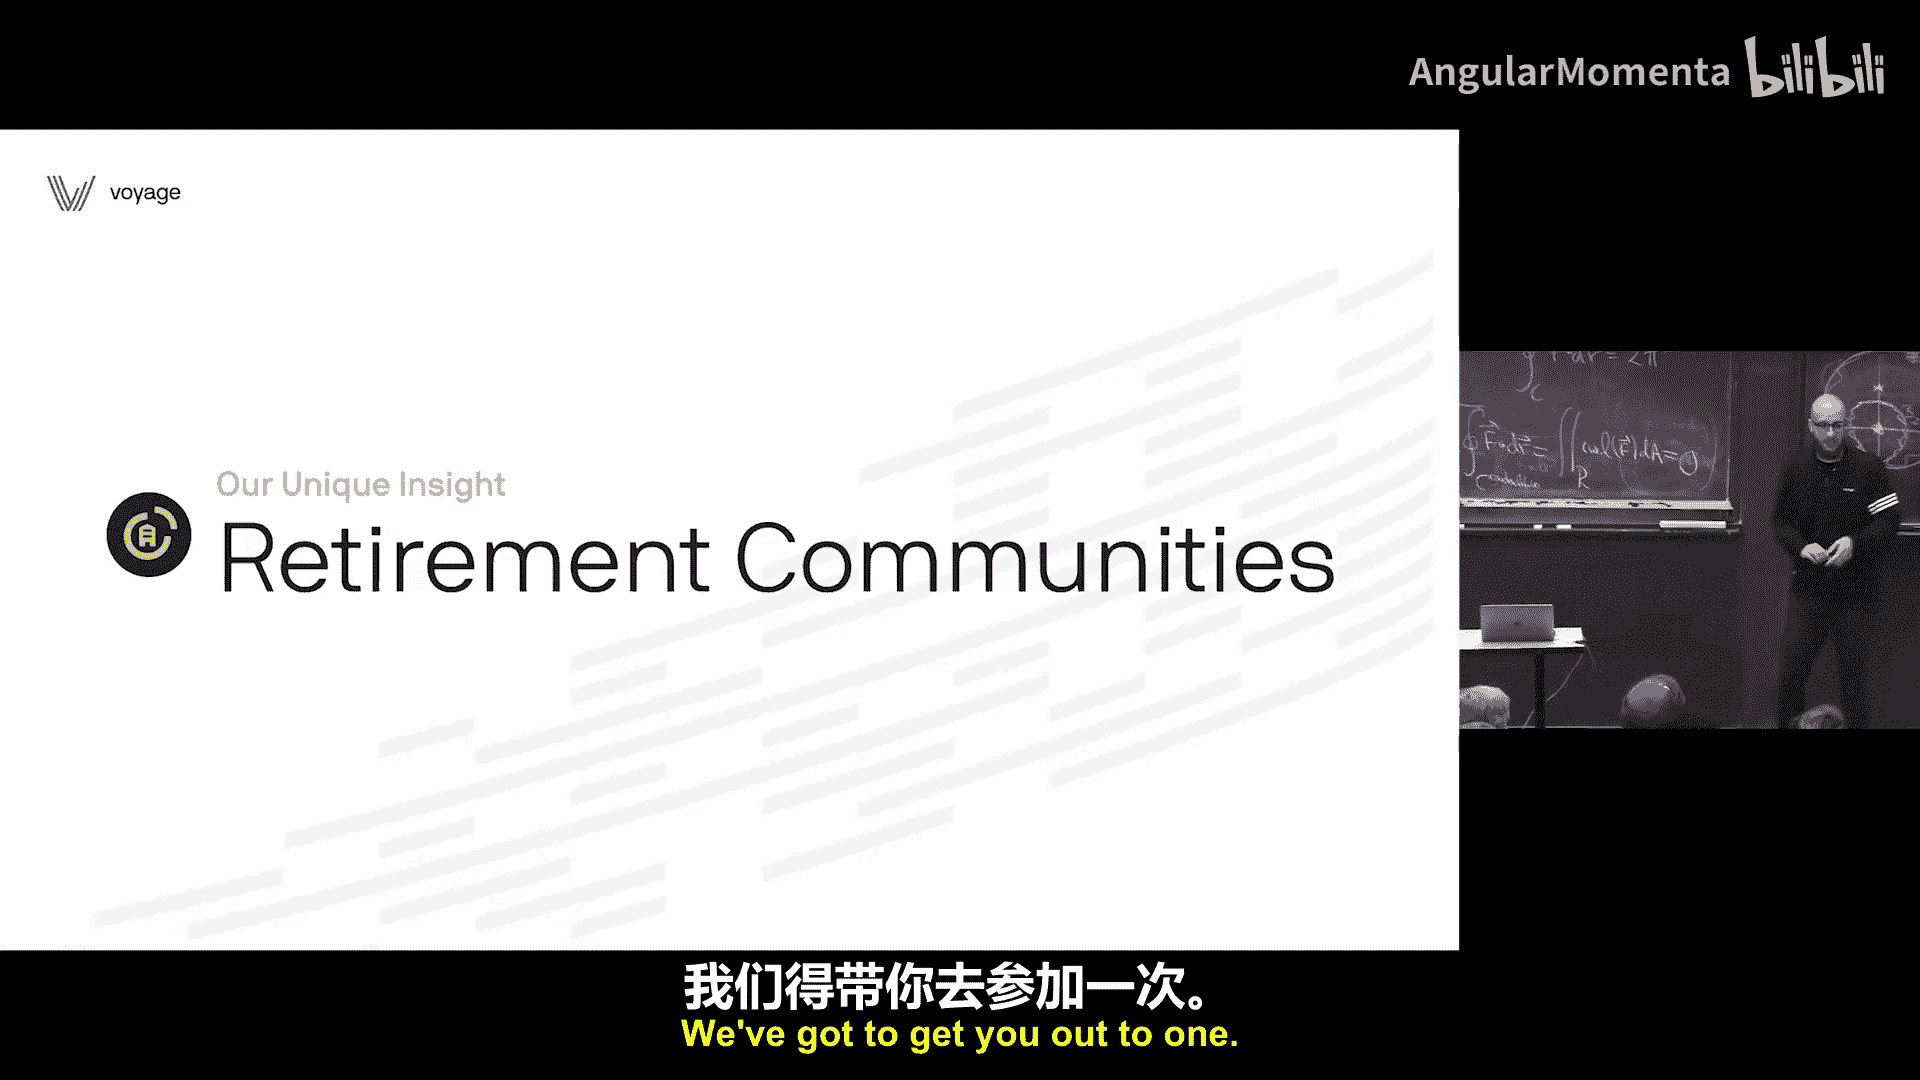 AngularMomenta bilibili
voyage
Our Unique Insight
Retirement Communities
我们得带你去参加一次。
We've got to get you out to one.